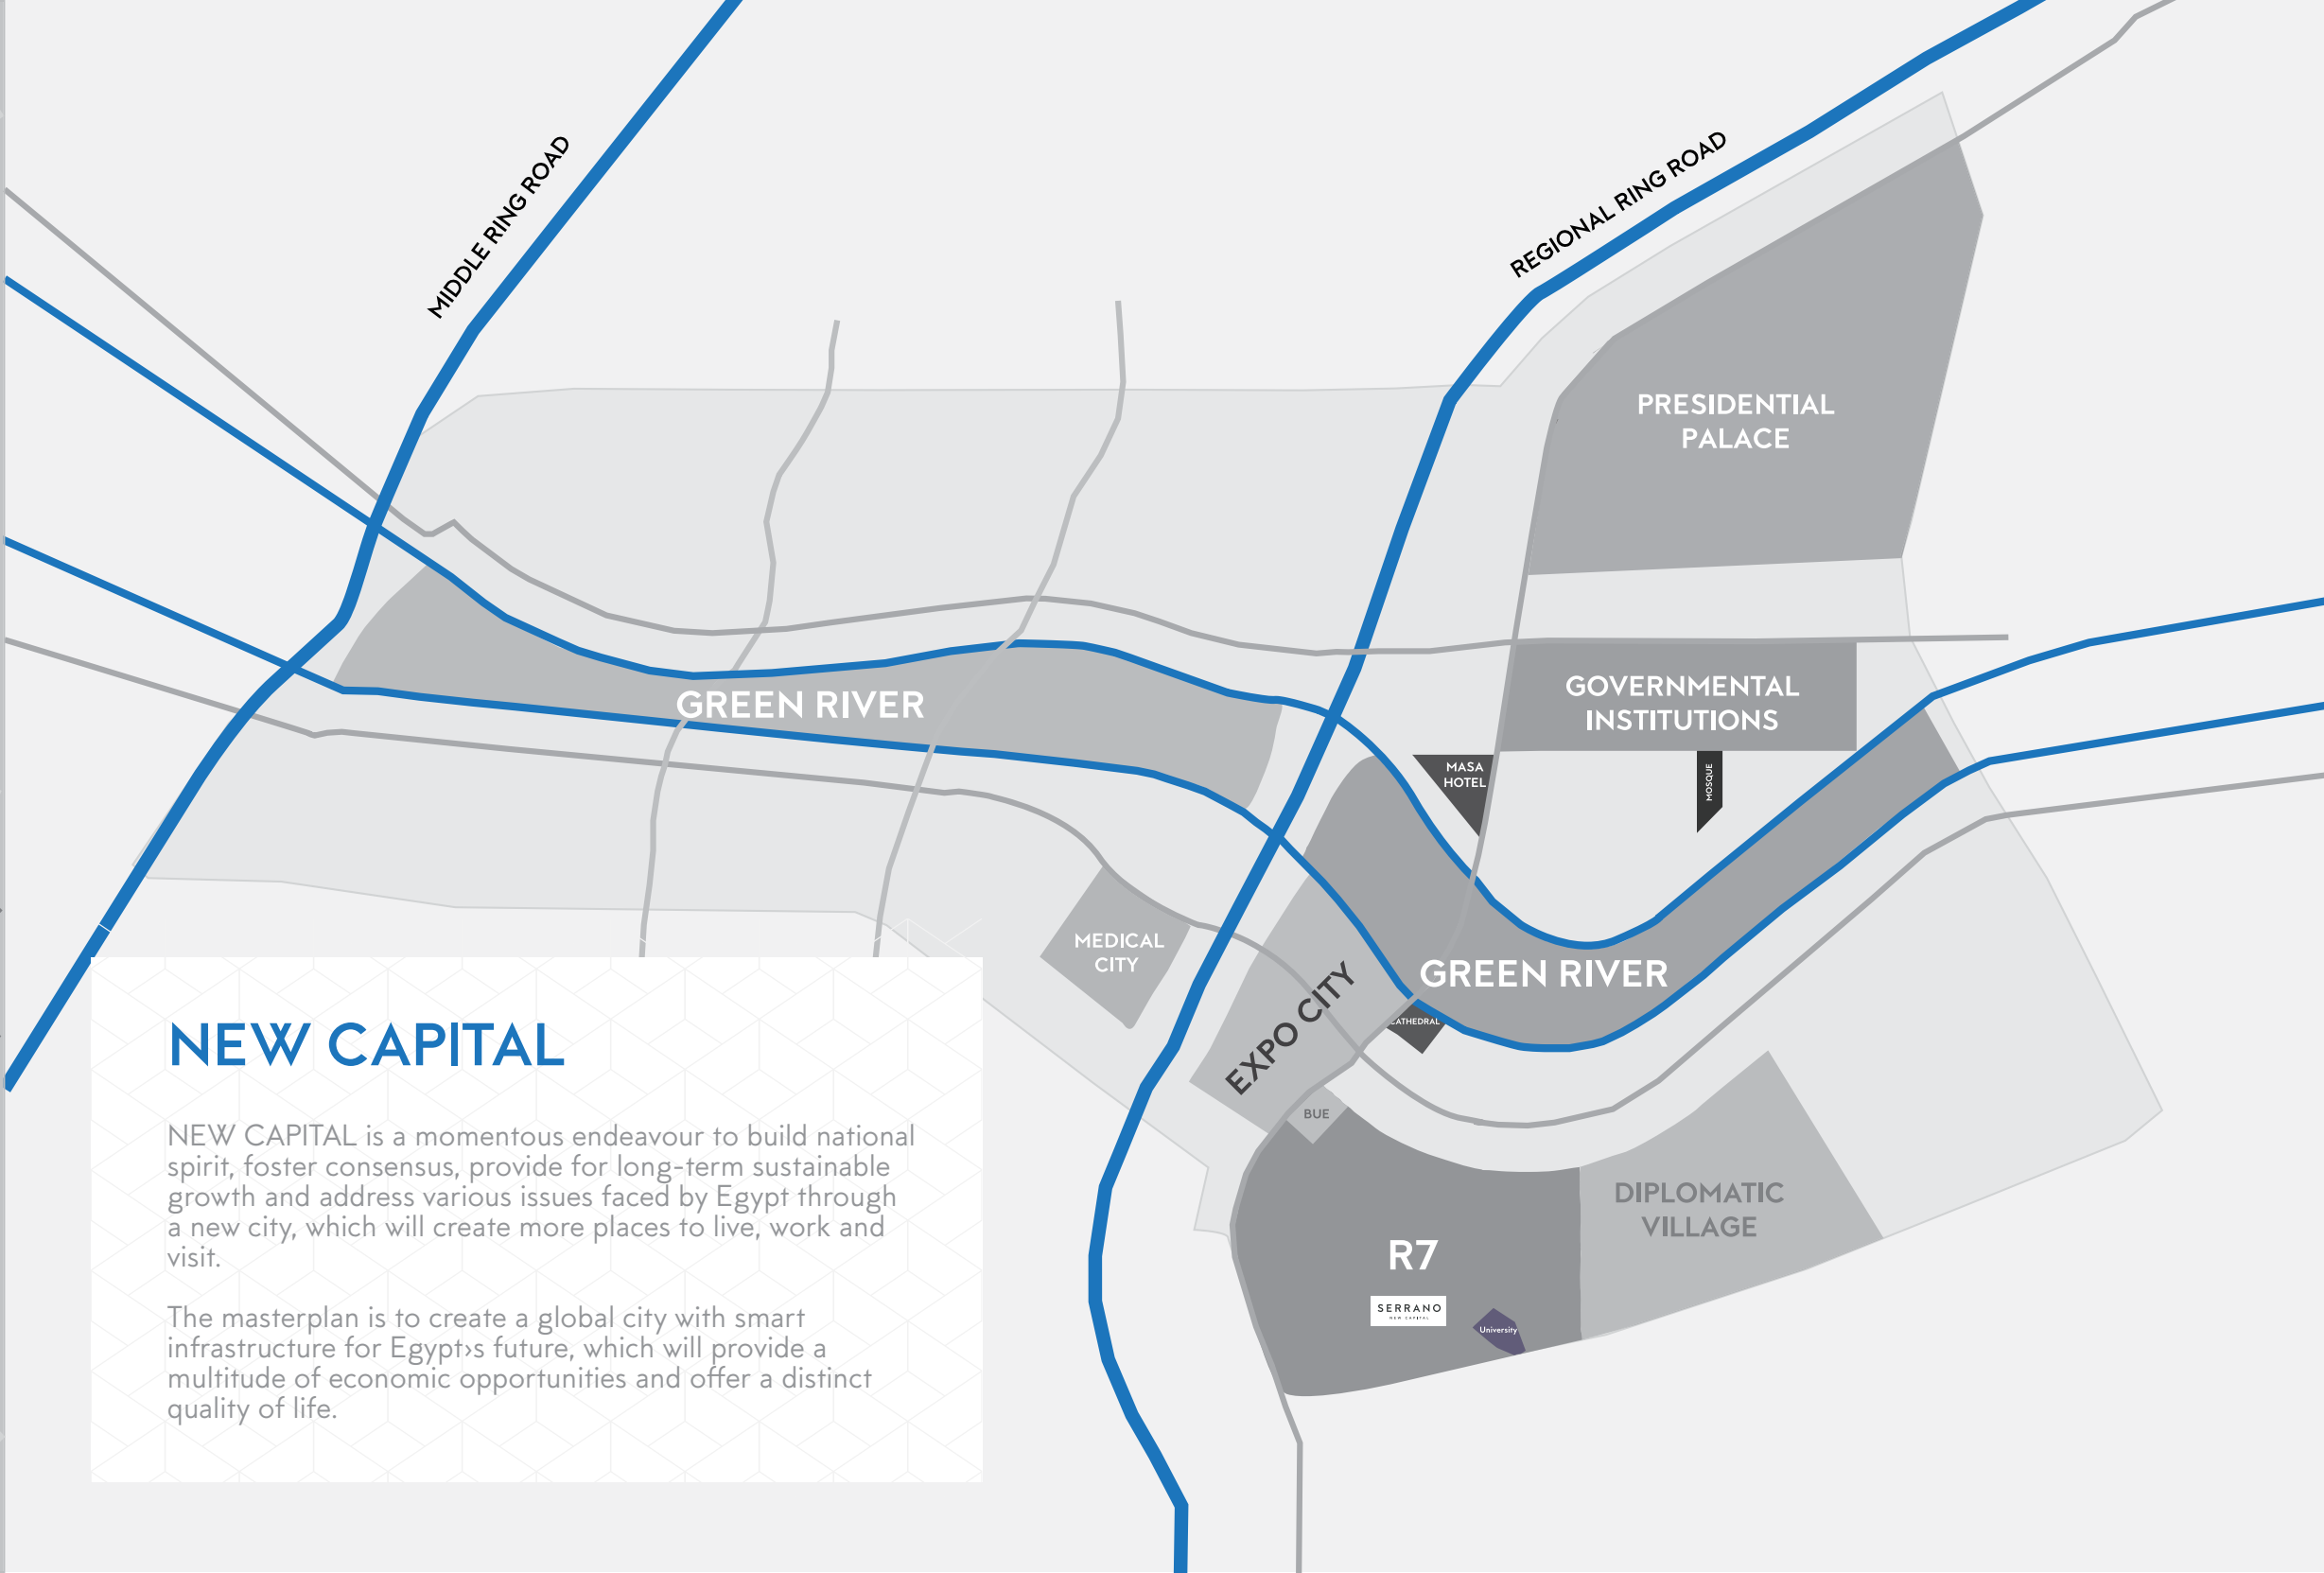 MIDDLE RING ROAD
REGIONAL RING ROAD
PRESIDENTIAL
PALACE
GREEN RIVER
GOVERNMENTAL
INSTITUTIONS
MASA
HOTEL
MOSQUE
MEDICAL
CITY
EXPO CITY
GREEN RIVER
CATHEDRAL
BUE
DIPLOMATIC
VILLAGE
R7
SERRANO
NEW CAPITAL
University
NEW CAPITAL
NEW CAPITAL is a momentous endeavour to build national
spirit, foster consensus, provide for long-term sustainable
growth and address various issues faced by Egypt through
a new city, which will create more places to live, work and
visit.
The masterplan is to create a global city with smart
infrastructure for Egypt›s future, which will provide a
multitude of economic opportunities and offer a distinct
quality of life.